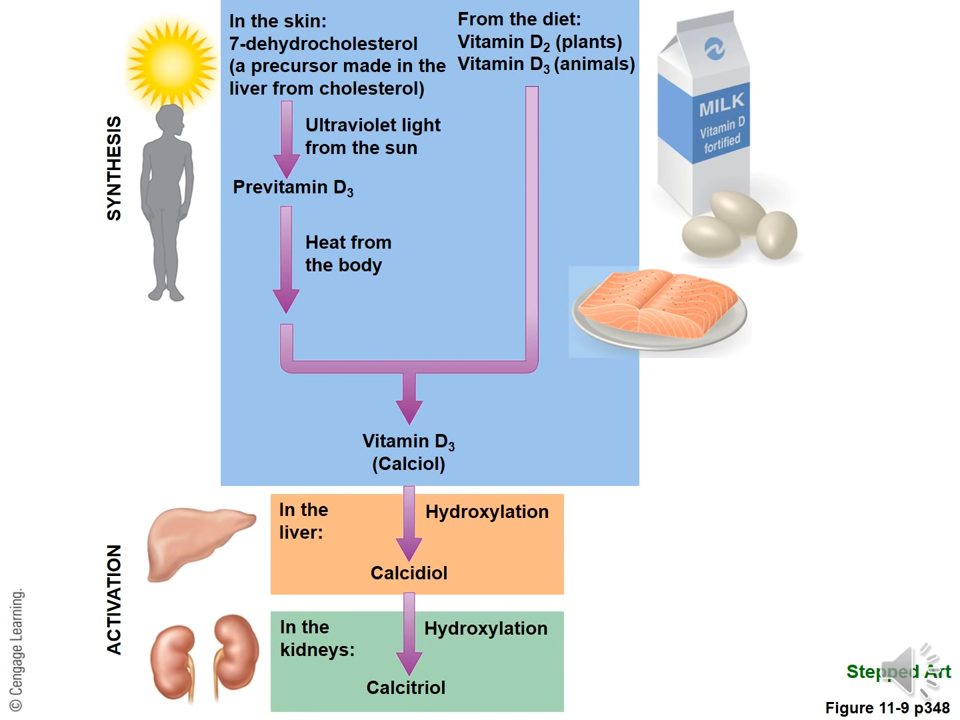 In the skin:
7-dehydrocholesterol
(a precursor made in the
liver from cholesterol)
From the diet:
Vitamin D₂ (plants)
Vitamin D₃ (animals)
MILK
Vitamin D
fortified
SYNTHESIS
Ultraviolet light
from the sun
Previtamin D₃
Heat from
the body
Vitamin D₃
(Calciol)
ACTIVATION
In the
liver:
Hydroxylation
Calcidiol
In the
kidneys:
Hydroxylation
Calcitriol
© Cengage Learning.
Stepped Art
Figure 11-9 p348